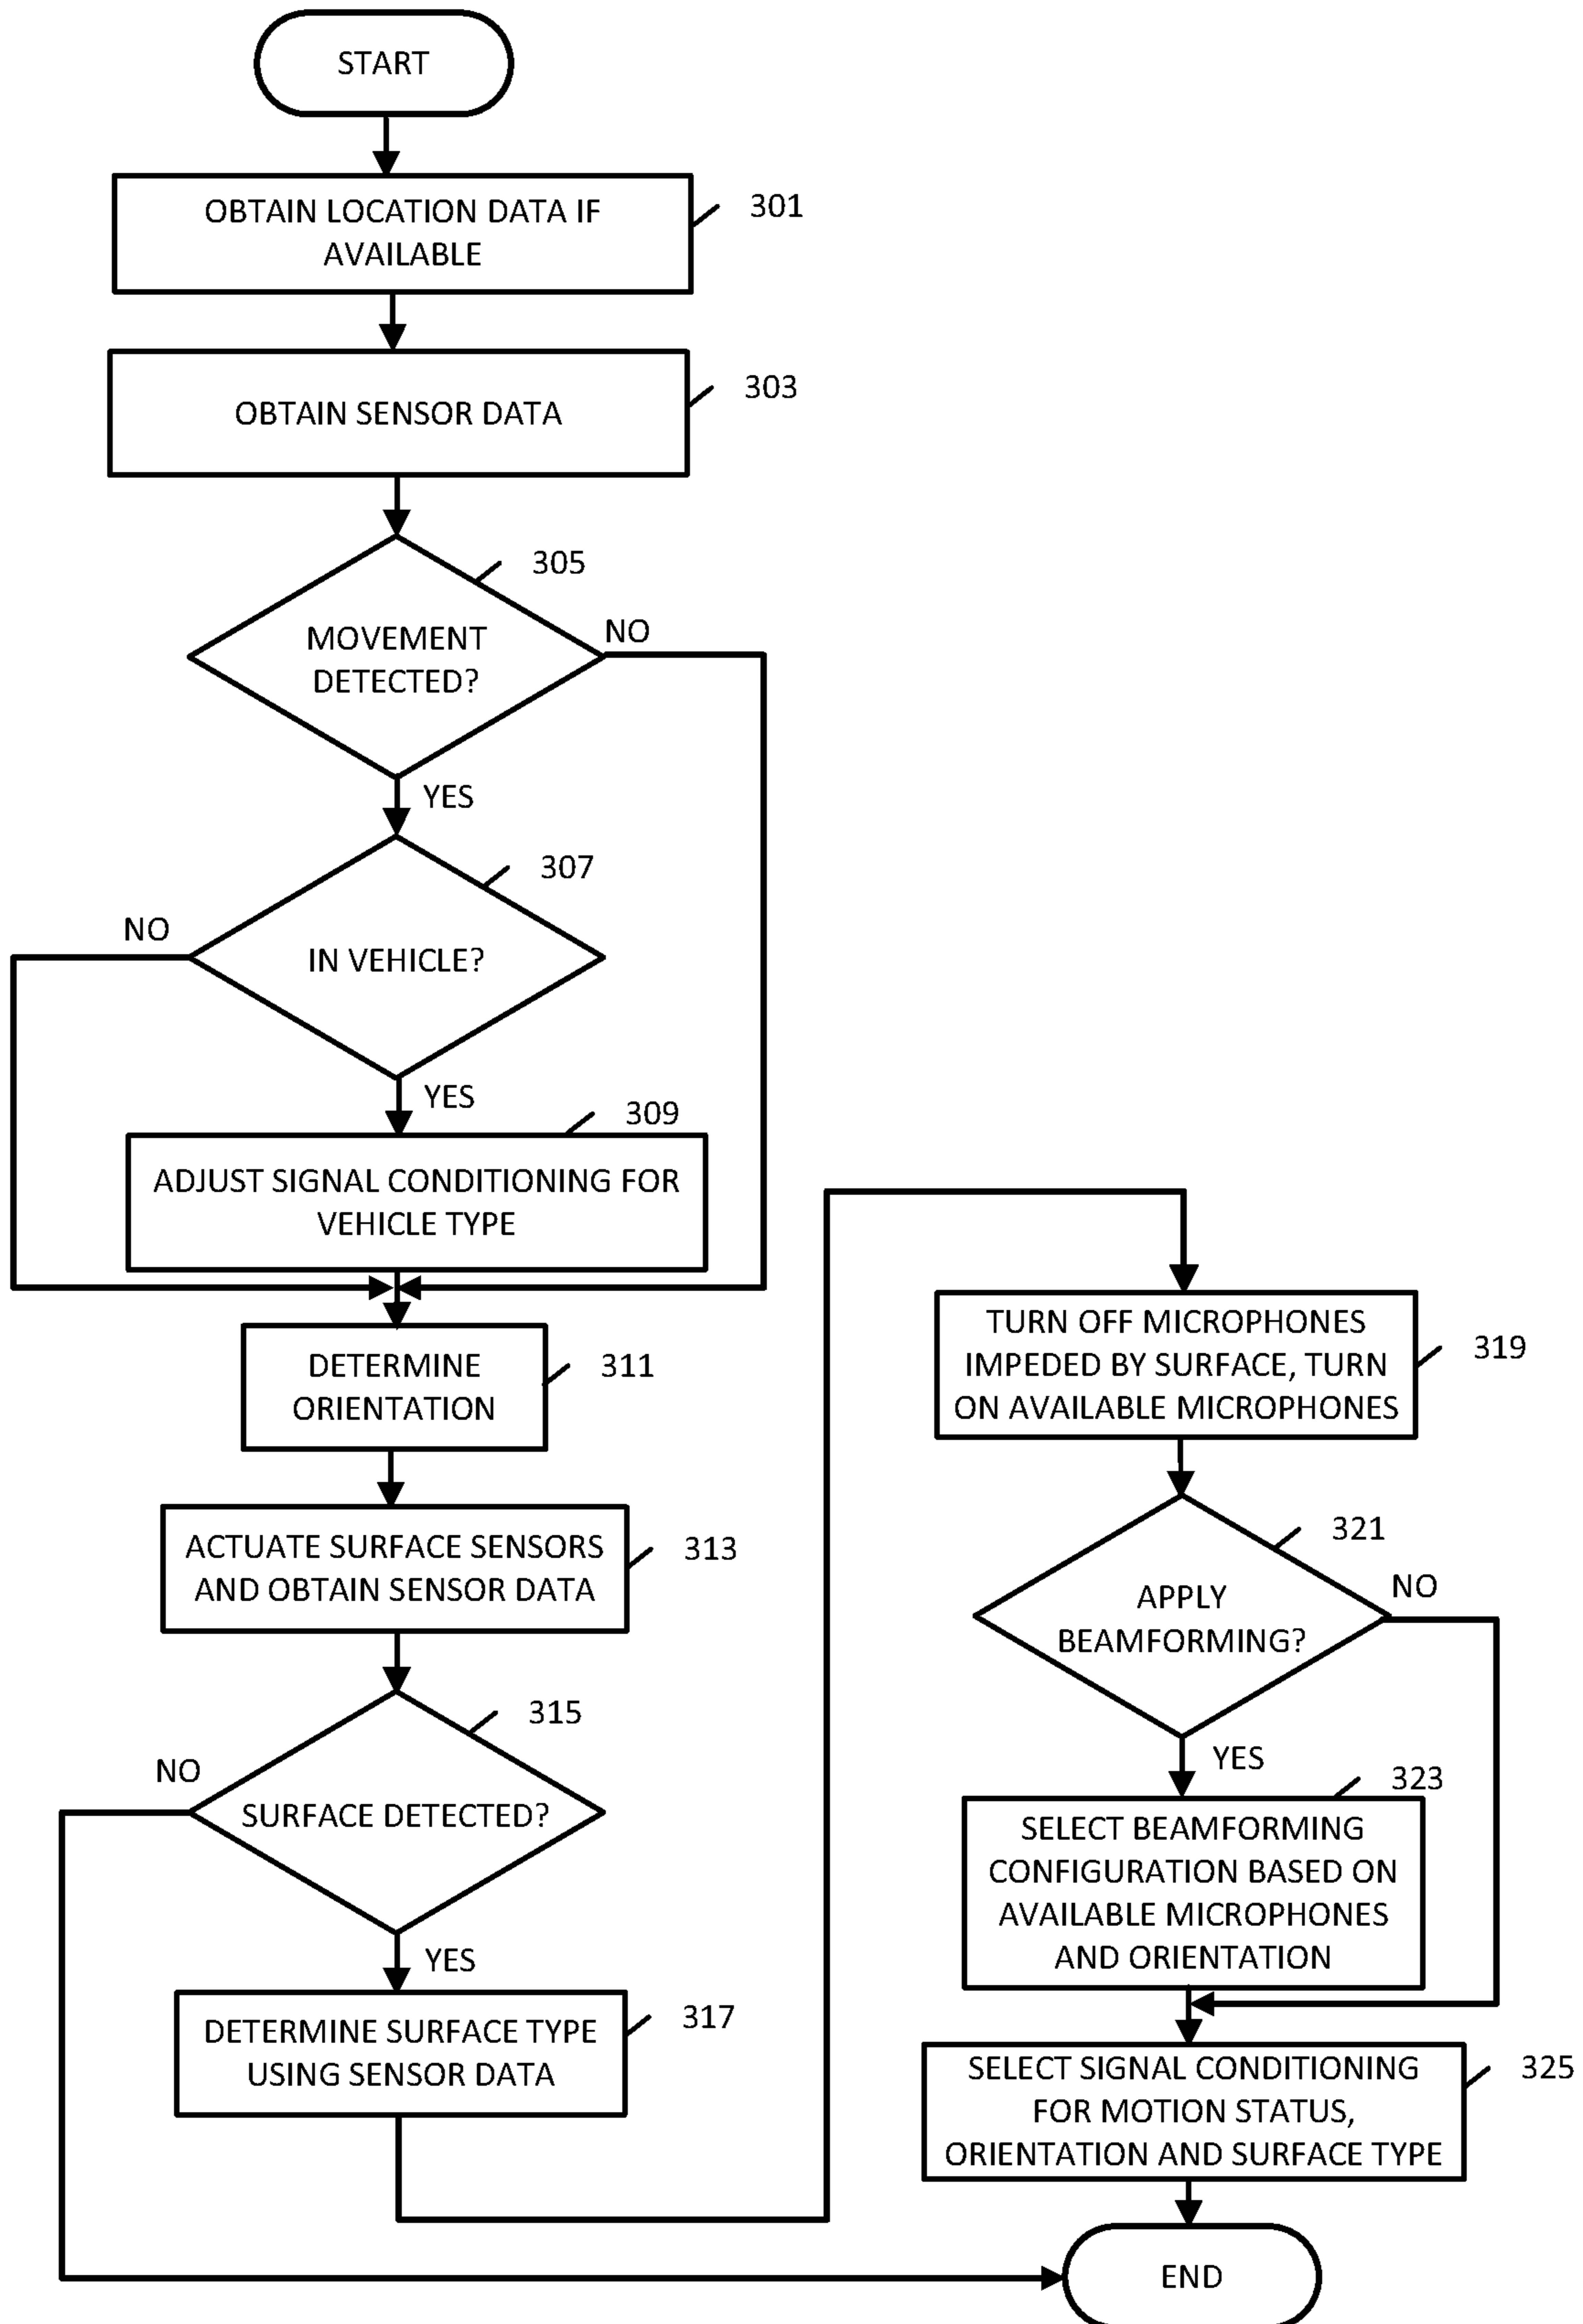 START
OBTAIN LOCATION DATA IF
AVAILABLE
301
OBTAIN SENSOR DATA
303
305
MOVEMENT
DETECTED?
NO
YES
307
NO
IN VEHICLE?
YES
309
ADJUST SIGNAL CONDITIONING FOR
VEHICLE TYPE
DETERMINE
ORIENTATION
311
ACTUATE SURFACE SENSORS
AND OBTAIN SENSOR DATA
313
315
NO
SURFACE DETECTED?
YES
DETERMINE SURFACE TYPE
USING SENSOR DATA
317
TURN OFF MICROPHONES
IMPEDED BY SURFACE, TURN
ON AVAILABLE MICROPHONES
319
321
APPLY
BEAMFORMING?
NO
YES
323
SELECT BEAMFORMING
CONFIGURATION BASED ON
AVAILABLE MICROPHONES
AND ORIENTATION
SELECT SIGNAL CONDITIONING
FOR MOTION STATUS,
ORIENTATION AND SURFACE TYPE
325
END